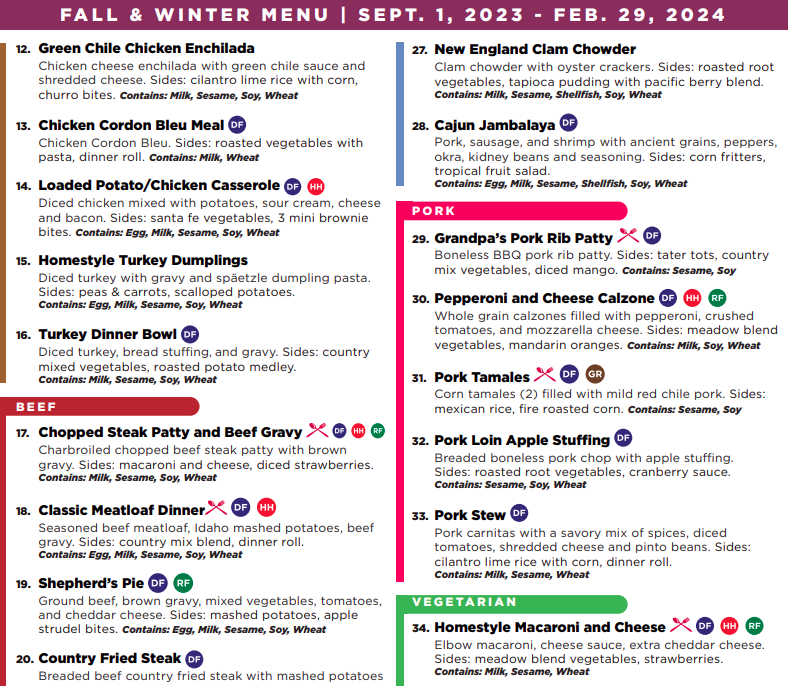 FALL & WINTER MENU | SEPT. 1, 2023 - FEB. 29, 2024
12. Green Chile Chicken Enchilada
Chicken cheese enchilada with green chile sauce and
shredded cheese. Sides: cilantro lime rice with corn,
churro bites. Contains: Milk, Sesame, Soy, Wheat
13. Chicken Cordon Bleu Meal DF
Chicken Cordon Bleu. Sides: roasted vegetables with
pasta, dinner roll. Contains: Milk, Wheat
14. Loaded Potato/Chicken Casserole DF HH
Diced chicken mixed with potatoes, sour cream, cheese
and bacon. Sides: santa fe vegetables, 3 mini brownie
bites. Contains: Egg, Milk, Sesame, Soy, Wheat
15. Homestyle Turkey Dumplings
Diced turkey with gravy and späetzle dumpling pasta.
Sides: peas & carrots, scalloped potatoes.
Contains: Egg, Milk, Sesame, Soy, Wheat
16. Turkey Dinner Bowl DF
Diced turkey, bread stuffing, and gravy. Sides: country
mixed vegetables, roasted potato medley.
Contains: Milk, Sesame, Soy, Wheat
BEEF
17. Chopped Steak Patty and Beef Gravy DF HH RF
Charbroiled chopped beef steak patty with brown
gravy. Sides: macaroni and cheese, diced strawberries.
Contains: Milk, Sesame, Soy, Wheat
18. Classic Meatloaf Dinner DF HH
Seasoned beef meatloaf, Idaho mashed potatoes, beef
gravy. Sides: country mix blend, dinner roll.
Contains: Egg, Milk, Sesame, Soy, Wheat
19. Shepherd's Pie DF RF
Ground beef, brown gravy, mixed vegetables, tomatoes,
and cheddar cheese. Sides: mashed potatoes, apple
strudel bites. Contains: Egg, Milk, Sesame, Soy, Wheat
20. Country Fried Steak DF
Breaded beef country fried steak with mashed potatoes
27. New England Clam Chowder
Clam chowder with oyster crackers. Sides: roasted root
vegetables, tapioca pudding with pacific berry blend.
Contains: Milk, Sesame, Shellfish, Soy, Wheat
28. Cajun Jambalaya DF
Pork, sausage, and shrimp with ancient grains, peppers,
okra, kidney beans and seasoning. Sides: corn fritters,
tropical fruit salad.
Contains: Egg, Milk, Sesame, Shellfish, Soy, Wheat
PORK
29. Grandpa's Pork Rib Patty DF
Boneless BBQ pork rib patty. Sides: tater tots, country
mix vegetables, diced mango. Contains: Sesame, Soy
30. Pepperoni and Cheese Calzone DF HH RF
Whole grain calzones filled with pepperoni, crushed
tomatoes, and mozzarella cheese. Sides: meadow blend
vegetables, mandarin oranges. Contains: Milk, Soy, Wheat
31. Pork Tamales DF GR
Corn tamales (2) filled with mild red chile pork. Sides:
mexican rice, fire roasted corn. Contains: Sesame, Soy
32. Pork Loin Apple Stuffing DF
Breaded boneless pork chop with apple stuffing.
Sides: roasted root vegetables, cranberry sauce.
Contains: Sesame, Soy, Wheat
33. Pork Stew DF
Pork carnitas with a savory mix of spices, diced
tomatoes, shredded cheese and pinto beans. Sides:
cilantro lime rice with corn, dinner roll.
Contains: Milk, Sesame, Wheat
VEGETARIAN
34. Homestyle Macaroni and Cheese DF HH RF
Elbow macaroni, cheese sauce, extra cheddar cheese.
Sides: meadow blend vegetables, strawberries.
Contains: Milk, Sesame, Wheat